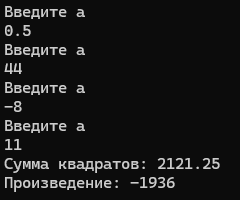 Введите a
0.5
Введите a
44
Введите a
-8
Введите a
11
Сумма квадратов: 2121.25
Произведение: -1936